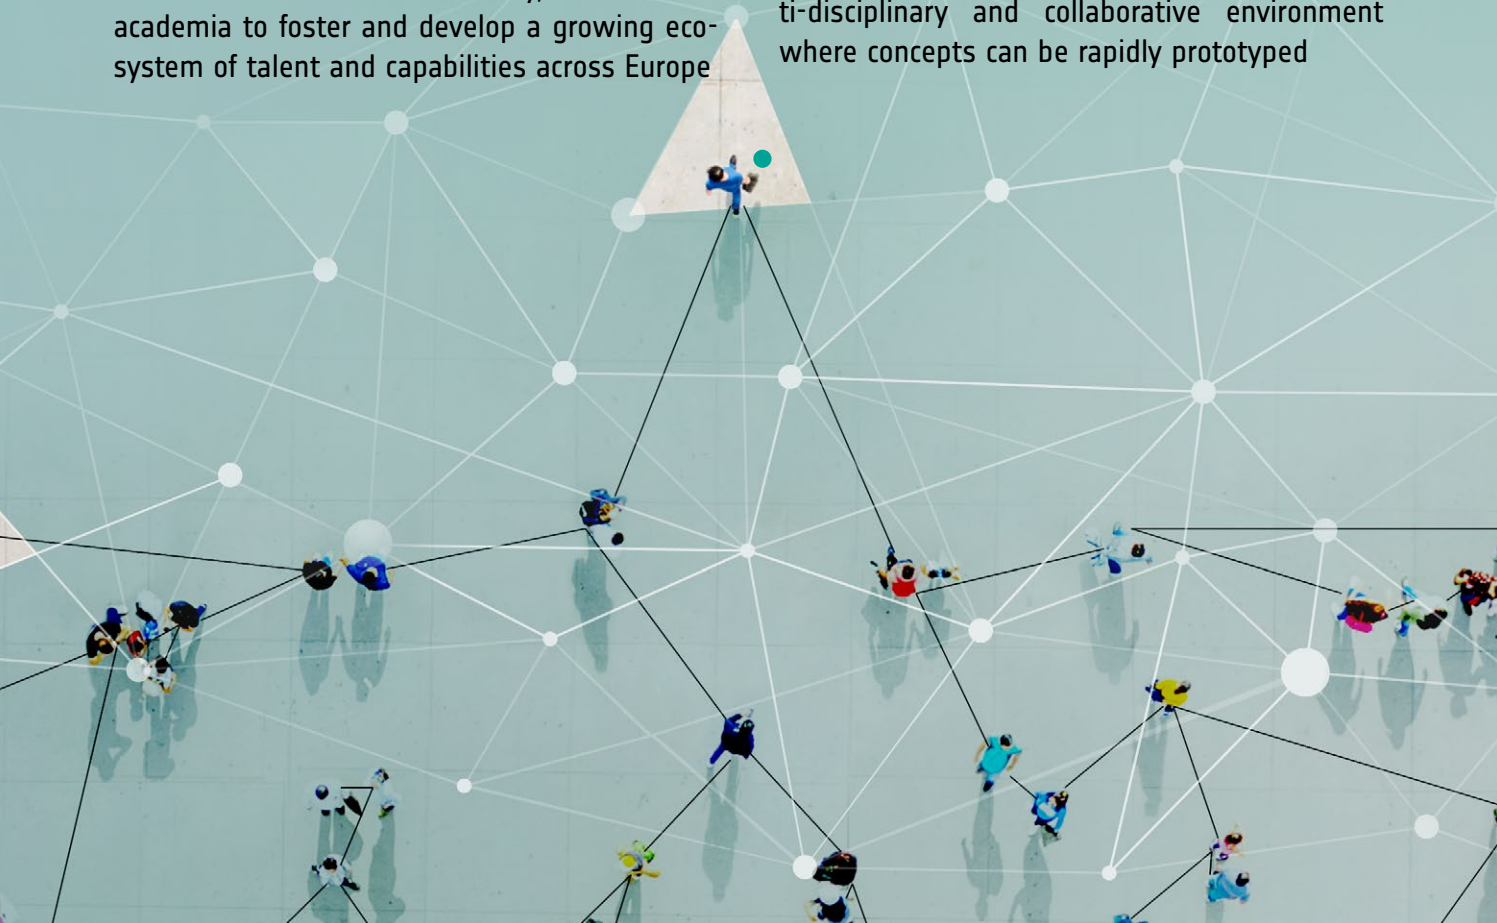 academia to foster and develop a growing eco-
system of talent and capabilities across Europe
ti-disciplinary and collaborative environment
where concepts can be rapidly prototyped